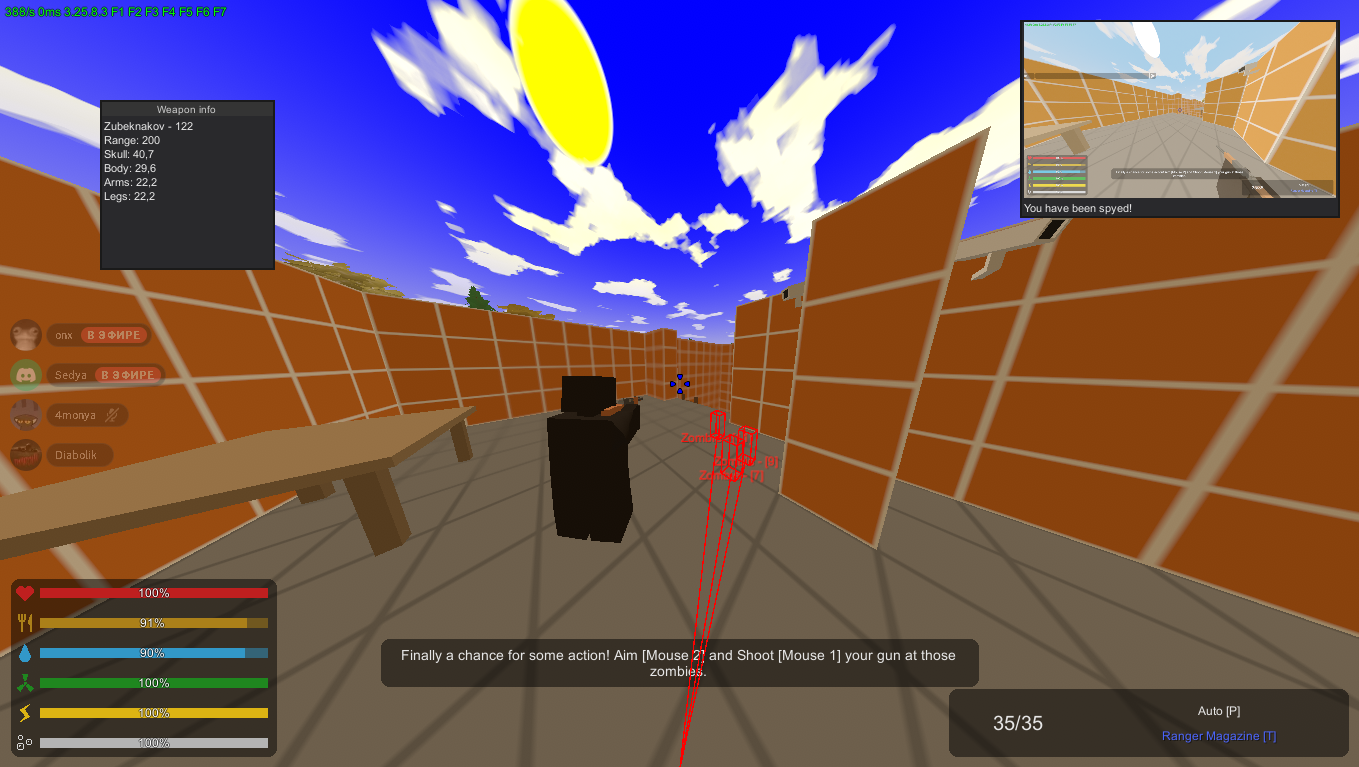 388/s 0ms 3.25.8.3 F1 F2 F3 F4 F5 F6 F7
Weapon info
Zubeknakov - 122
Range: 200
Skull: 40,7
Body: 29,6
Arms: 22,2
Legs: 22,2
You have been spyed!
onx В ЭФИРЕ
Sedya В ЭФИРЕ
4monya
Diabolik
- [9]
- [7]
100%
91%
90%
100%
100%
100%
Finally a chance for some action! Aim [Mouse 2] and Shoot [Mouse 1] your gun at those
zombies.
35/35
Auto [P]
Ranger Magazine [T]